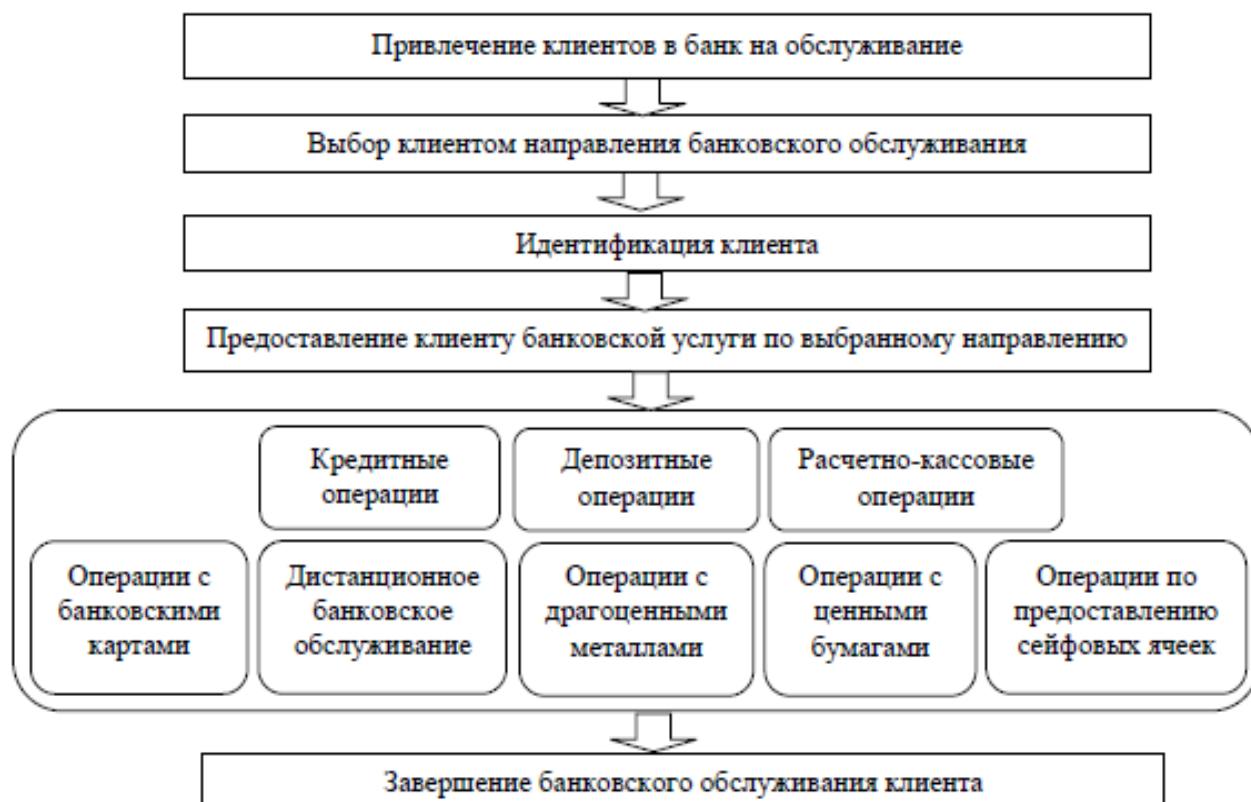 Привлечение клиентов в банк на обслуживание
Выбор клиентом направления банковского обслуживания
Идентификация клиента
Предоставление клиенту банковской услуги по выбранному направлению
Кредитные
операции
Депозитные
операции
Расчетно-кассовые
операции
Операции с
банковскими
картами
Дистанционное
банковское
обслуживание
Операции с
драгоценными
металлами
Операции с
ценными
бумагами
Операции по
предоставлению
сейфовых ячеек
Завершение банковского обслуживания клиента